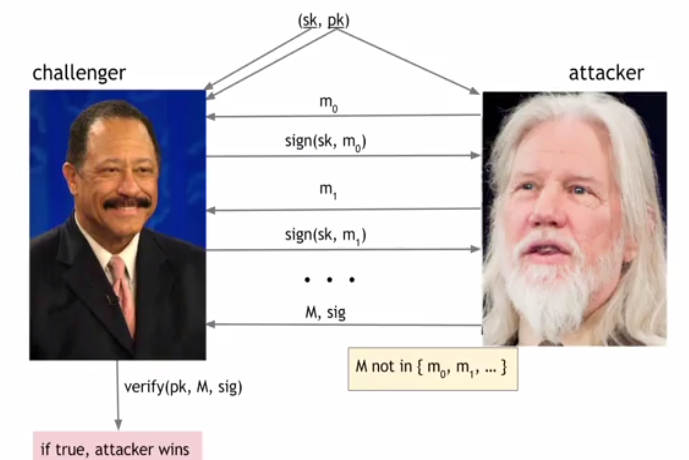 (sk, pk)
challenger
attacker
m₀
sign(sk, m₀)
m₁
sign(sk, m₁)
. . .
M, sig
M not in { m₀, m₁, ... }
verify(pk, M, sig)
if true, attacker wins